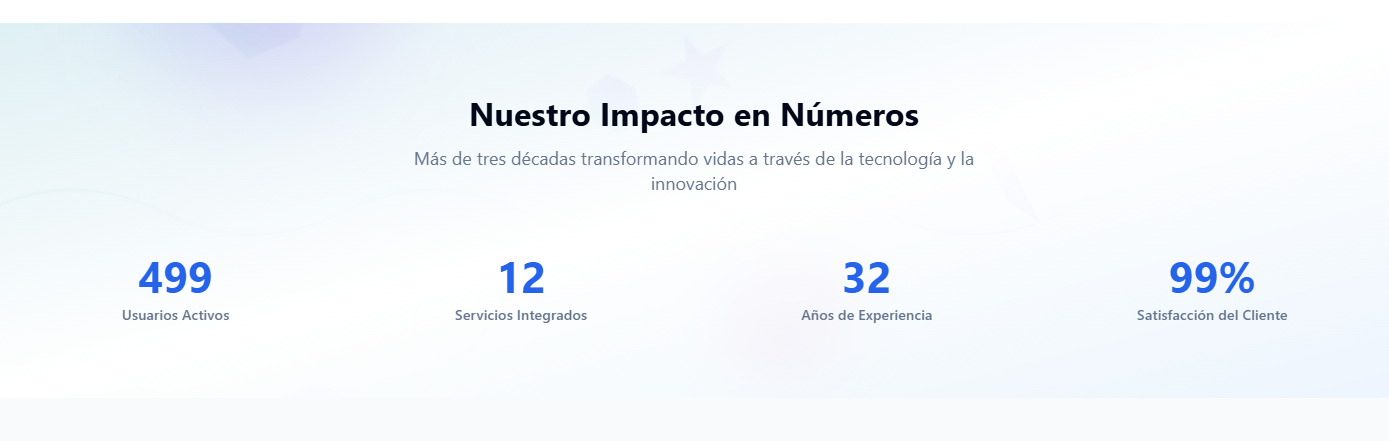 Nuestro Impacto en Números
Más de tres décadas transformando vidas a través de la tecnología y la
innovación
499
Usuarios Activos
12
Servicios Integrados
32
Años de Experiencia
99%
Satisfacción del Cliente